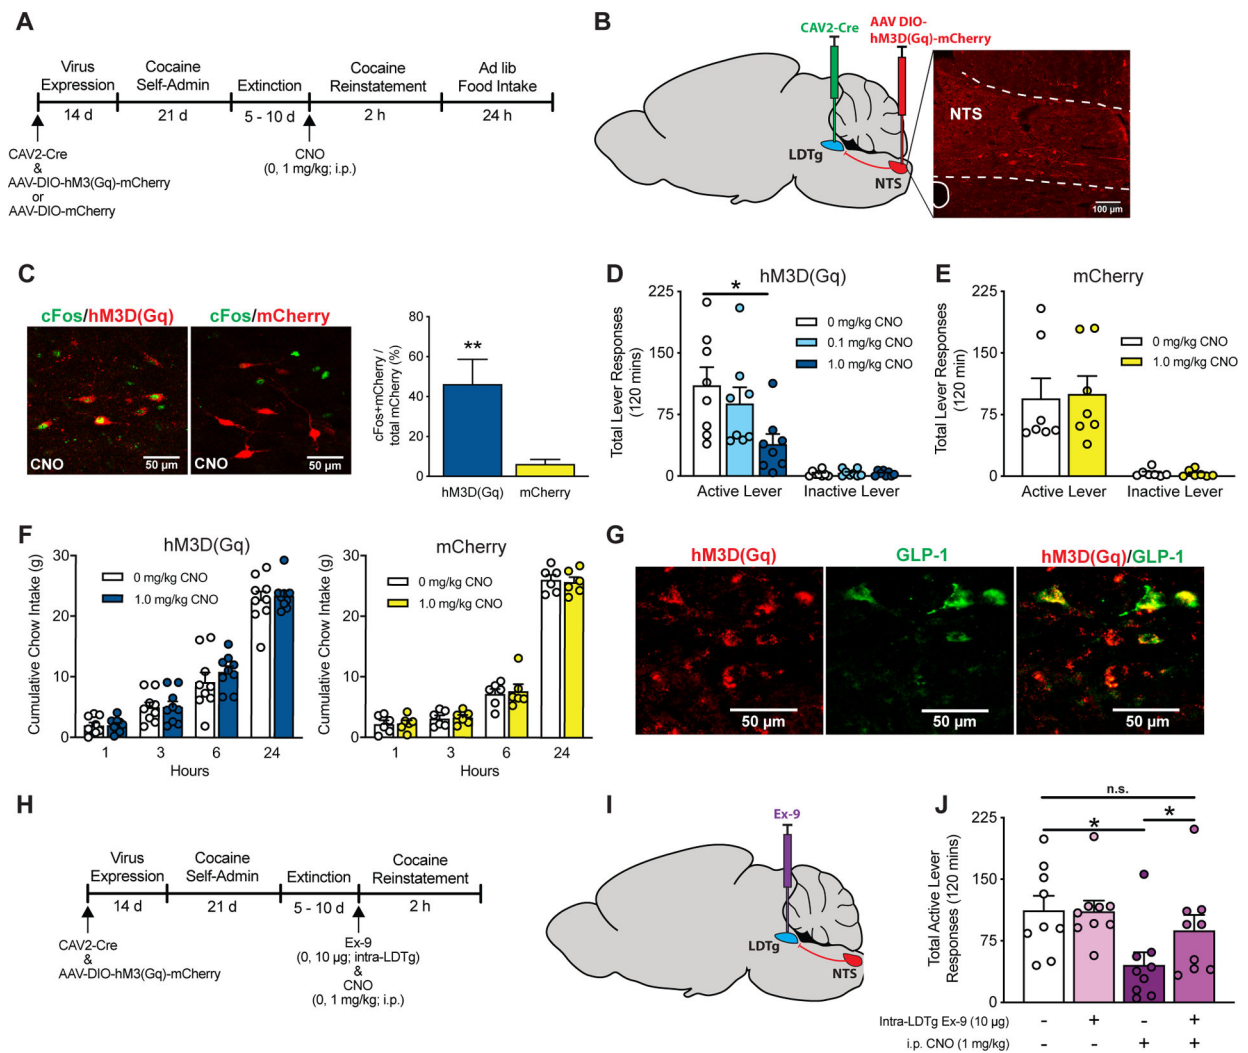 A
Virus
Expression
Cocaine
Self-Admin
Extinction
Cocaine
Reinstatement
Ad lib
Food Intake
14 d
21 d
5 - 10 d
2 h
24 h
CAV2-Cre
&
AAV-DIO-hM3(Gq)-mCherry
or
AAV-DIO-mCherry
CNO
(0, 1 mg/kg; i.p.)
B
CAV2-Cre
AAV DIO-
hM3D(Gq)-mCherry
LDTg
NTS
NTS
100 µm
C
cFos/hM3D(Gq)
cFos/mCherry
CNO
50 µm
CNO
50 µm
cFos+mCherry /
total mCherry (%)
80
60
40
20
0
**
hM3D(Gq)
mCherry
D
hM3D(Gq)
Total Lever Responses
(120 mins)
225
150
75
0
*
0 mg/kg CNO
0.1 mg/kg CNO
1.0 mg/kg CNO
Active Lever
Inactive Lever
E
mCherry
Total Lever Responses
(120 min)
225
150
75
0
0 mg/kg CNO
1.0 mg/kg CNO
Active Lever
Inactive Lever
F
hM3D(Gq)
Cumulative Chow Intake (g)
30
20
10
0
0 mg/kg CNO
1.0 mg/kg CNO
1
3
6
24
Hours
mCherry
Cumulative Chow Intake (g)
30
20
10
0
0 mg/kg CNO
1.0 mg/kg CNO
1
3
6
24
Hours
G
hM3D(Gq)
GLP-1
hM3D(Gq)/GLP-1
50 µm
50 µm
50 µm
H
Virus
Expression
Cocaine
Self-Admin
Extinction
Cocaine
Reinstatement
14 d
21 d
5 - 10 d
2 h
CAV2-Cre
&
AAV-DIO-hM3(Gq)-mCherry
Ex-9
(0, 10 µg; intra-LDTg)
&
CNO
(0, 1 mg/kg; i.p.)
I
Ex-9
LDTg
NTS
J
Total Active Lever
Responses (120 mins)
225
150
75
0
n.s.
*
*
Intra-LDTg Ex-9 (10 µg)
- + - +
i.p. CNO (1 mg/kg)
- - + +